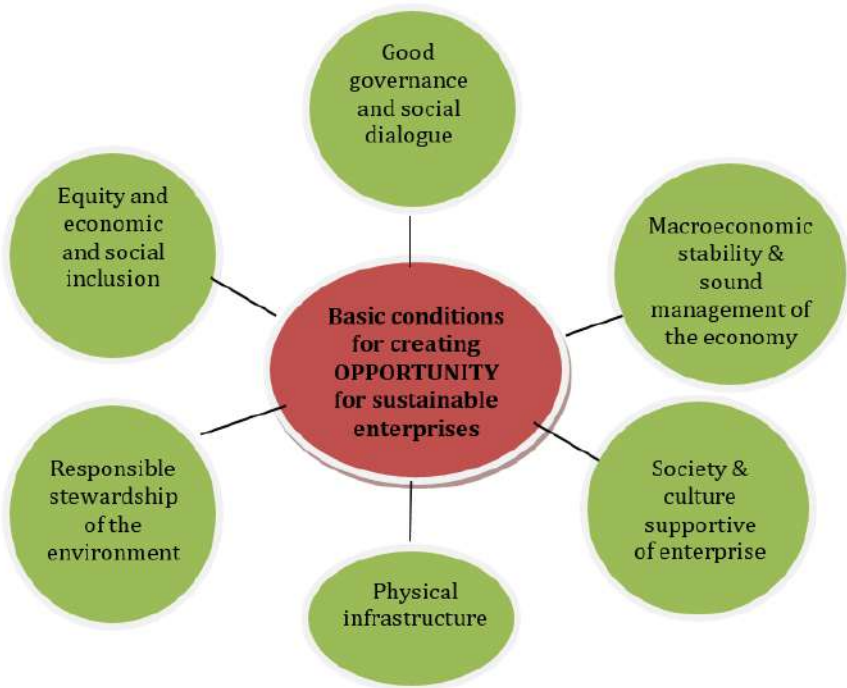 Good
governance
and social
dialogue
Equity and
economic
and social
inclusion
Macroeconomic
stability &
sound
management of
the economy
Basic conditions
for creating
OPPORTUNITY
for sustainable
enterprises
Responsible
stewardship
of the
environment
Society &
culture
supportive
of enterprise
Physical
infrastructure